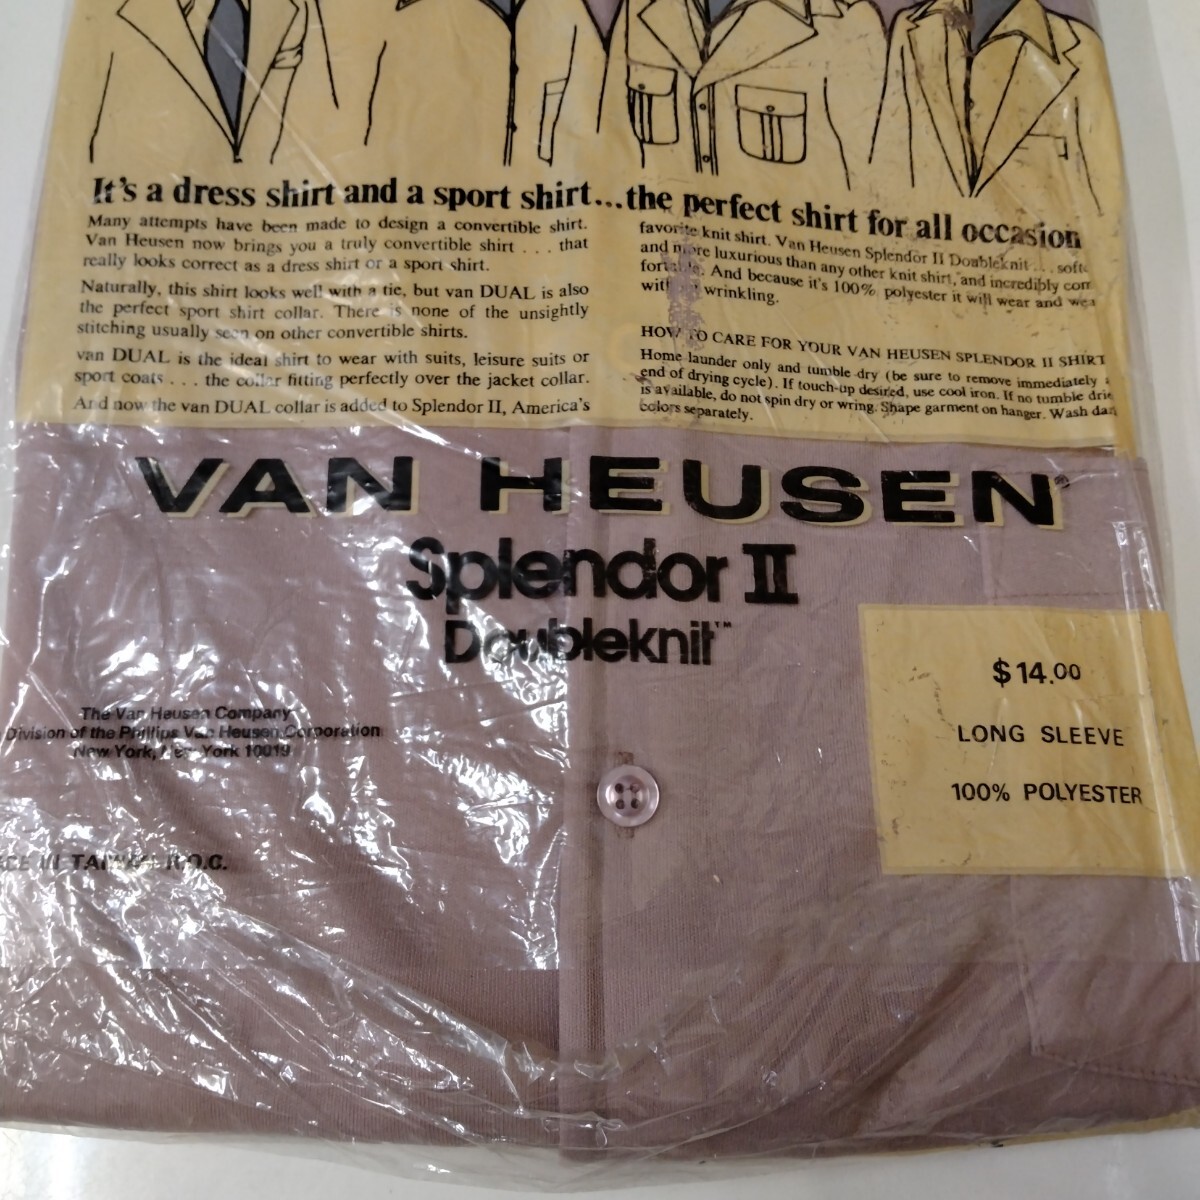 It's a dress shirt and a sport shirt...the perfect shirt for all occasion
Many attempts have been made to design a convertible shirt.
Van Heusen now brings you a truly convertible shirt . . . that
really looks correct as a dress shirt or a sport shirt.
Naturally, this shirt looks well with a tie, but van DUAL is also
the perfect sport shirt collar. There is none of the unsightly
stitching usually seen on other convertible shirts.
van DUAL is the ideal shirt to wear with suits, leisure suits or
sport coats . . . the collar fitting perfectly over the jacket collar.
And now the van DUAL collar is added to Splendor II, America's
favorite knit shirt. Van Heusen Splendor II Doubleknit . . . softe
and more luxurious than any other knit shirt, and incredibly com
fortable. And because it's 100% polyester it will wear and wea
without wrinkling.
HOW TO CARE FOR YOUR VAN HEUSEN SPLENDOR II SHIRT
Home launder only and tumble dry (be sure to remove immediately a
end of drying cycle). If touch-up desired, use cool iron. If no tumble drie
is available, do not spin dry or wring. Shape garment on hanger. Wash dar
colors separately.
VAN HEUSEN®
Splendor II
Doubleknit™
$14.00
LONG SLEEVE
100% POLYESTER
The Van Heusen Company
Division of the Phillips Van Heusen Corporation
New York, New York 10019
DE IN TAIWAN R.O.C.